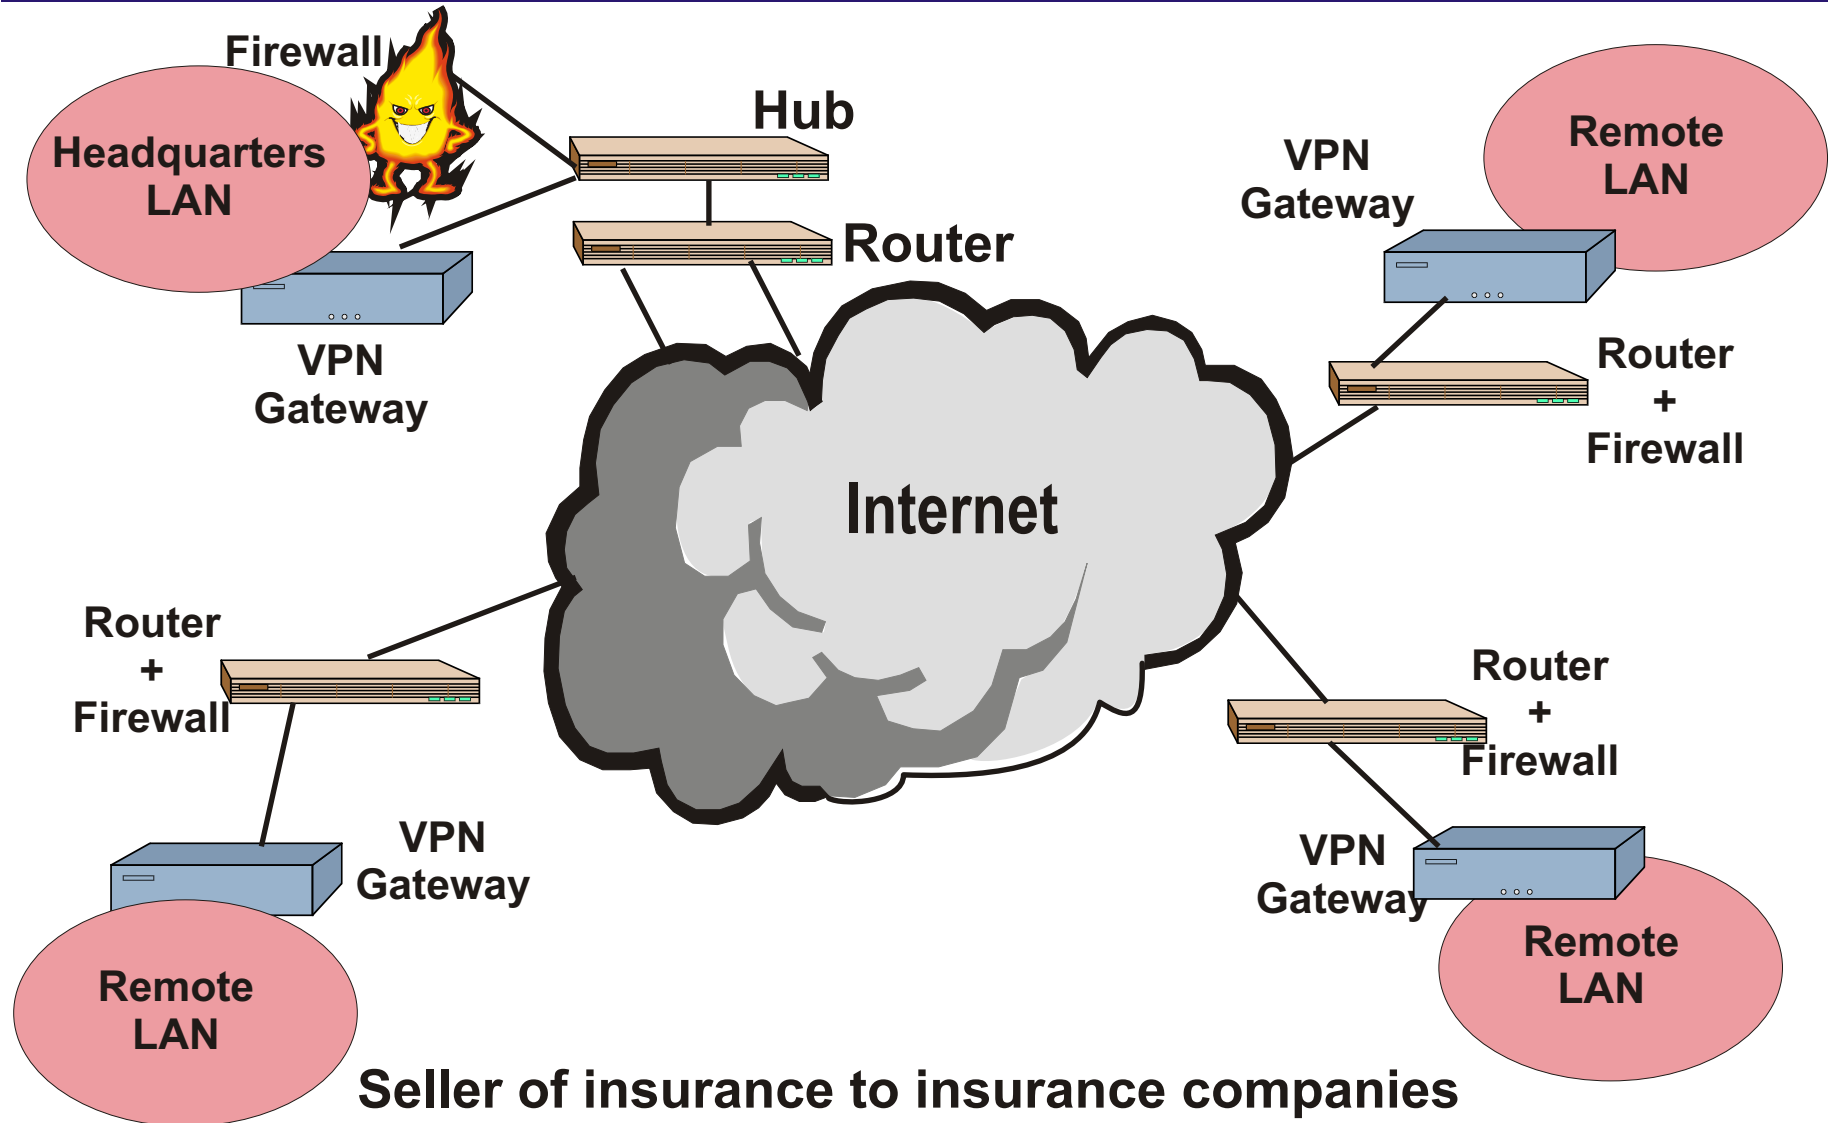 Firewall
Headquarters
LAN
Hub
Router
VPN
Gateway
VPN
Gateway
Remote
LAN
Router
+
Firewall
Internet
Router
+
Firewall
VPN
Gateway
Remote
LAN
Router
+
Firewall
VPN
Gateway
Remote
LAN
Seller of insurance to insurance companies